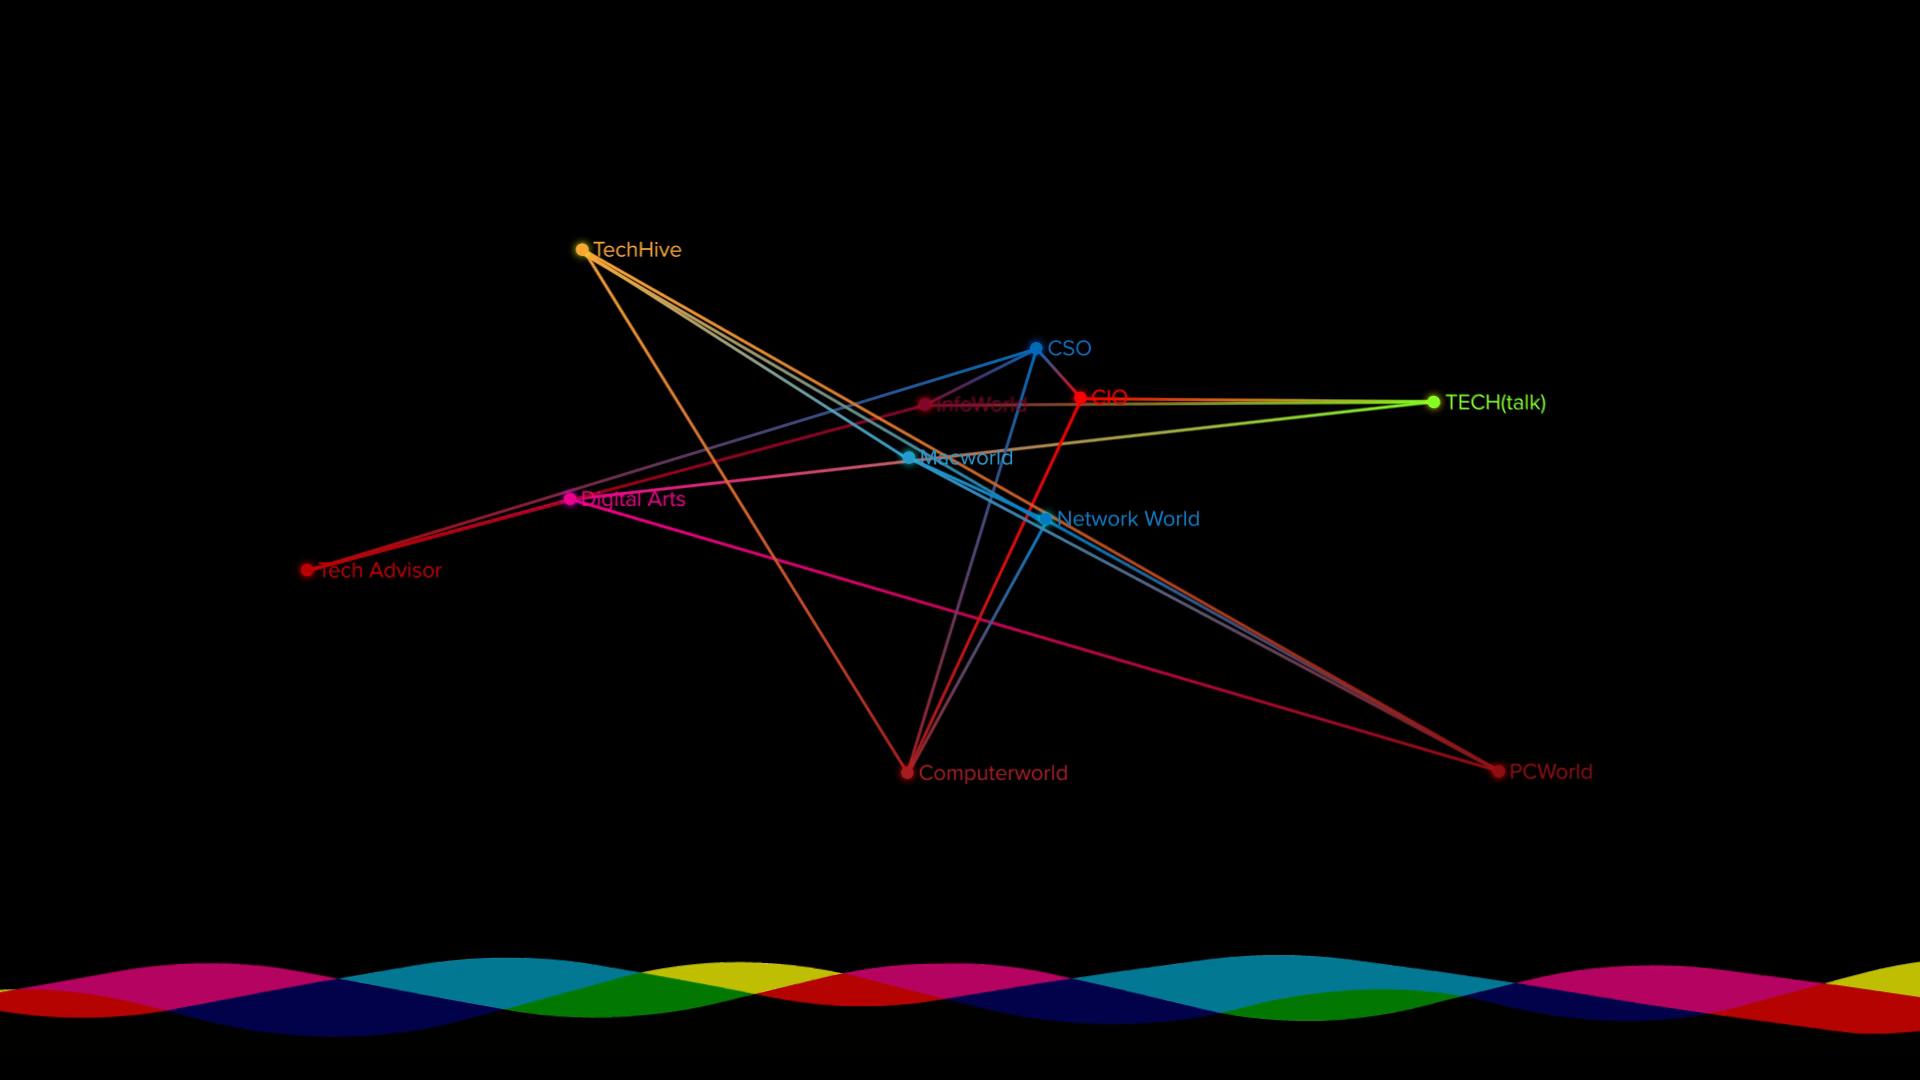 TechHive
CSO
CIO
TECH(talk)
InfoWorld
Macworld
Digital Arts
Network World
Tech Advisor
Computerworld
PCWorld